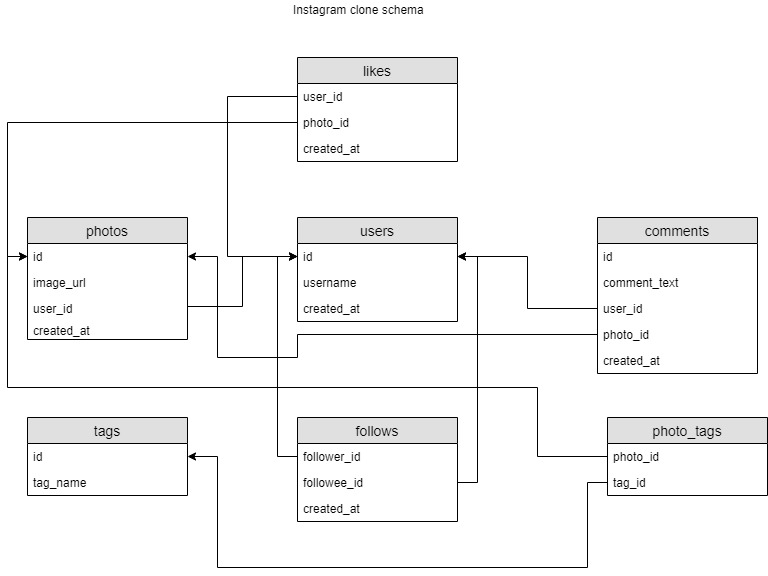 Instagram clone schema
likes
user_id
photo_id
created_at
photos
id
image_url
user_id
created_at
users
id
username
created_at
comments
id
comment_text
user_id
photo_id
created_at
tags
id
tag_name
follows
follower_id
followee_id
created_at
photo_tags
photo_id
tag_id